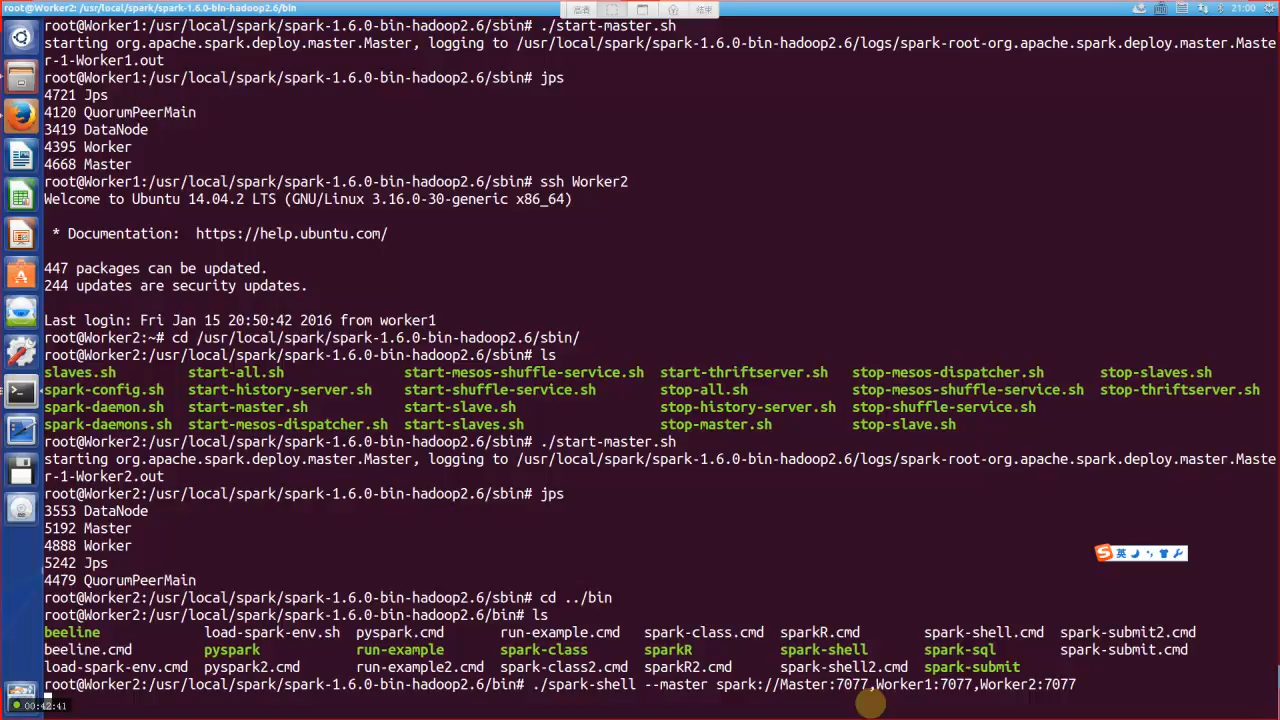 root@Worker2: /usr/local/spark/spark-1.6.0-bin-hadoop2.6/bin
高清
结束
21:00
root@Worker1:/usr/local/spark/spark-1.6.0-bin-hadoop2.6/sbin# ./start-master.sh
starting org.apache.spark.deploy.master.Master, logging to /usr/local/spark/spark-1.6.0-bin-hadoop2.6/logs/spark-root-org.apache.spark.deploy.master.Maste
r-1-Worker1.out
root@Worker1:/usr/local/spark/spark-1.6.0-bin-hadoop2.6/sbin# jps
4721 Jps
4120 QuorumPeerMain
3419 DataNode
4395 Worker
4668 Master
root@Worker1:/usr/local/spark/spark-1.6.0-bin-hadoop2.6/sbin# ssh Worker2
Welcome to Ubuntu 14.04.2 LTS (GNU/Linux 3.16.0-30-generic x86_64)
* Documentation:  https://help.ubuntu.com/
447 packages can be updated.
244 updates are security updates.
Last login: Fri Jan 15 20:50:42 2016 from worker1
root@Worker2:~# cd /usr/local/spark/spark-1.6.0-bin-hadoop2.6/sbin/
root@Worker2:/usr/local/spark/spark-1.6.0-bin-hadoop2.6/sbin# ls
slaves.sh start-all.sh start-mesos-shuffle-service.sh start-thriftserver.sh stop-mesos-dispatcher.sh stop-slaves.sh
spark-config.sh start-history-server.sh start-shuffle-service.sh stop-all.sh stop-mesos-shuffle-service.sh stop-thriftserver.sh
spark-daemon.sh start-master.sh start-slave.sh stop-history-server.sh stop-shuffle-service.sh
spark-daemons.sh start-mesos-dispatcher.sh start-slaves.sh stop-master.sh stop-slave.sh
root@Worker2:/usr/local/spark/spark-1.6.0-bin-hadoop2.6/sbin# ./start-master.sh
starting org.apache.spark.deploy.master.Master, logging to /usr/local/spark/spark-1.6.0-bin-hadoop2.6/logs/spark-root-org.apache.spark.deploy.master.Maste
r-1-Worker2.out
root@Worker2:/usr/local/spark/spark-1.6.0-bin-hadoop2.6/sbin# jps
3553 DataNode
5192 Master
4888 Worker
5242 Jps
4479 QuorumPeerMain
英
root@Worker2:/usr/local/spark/spark-1.6.0-bin-hadoop2.6/sbin# cd ../bin
root@Worker2:/usr/local/spark/spark-1.6.0-bin-hadoop2.6/bin# ls
beeline load-spark-env.sh pyspark.cmd run-example.cmd spark-class.cmd sparkR.cmd spark-shell.cmd spark-submit2.cmd
beeline.cmd pyspark run-example spark-class sparkR spark-shell spark-sql spark-submit.cmd
load-spark-env.cmd pyspark2.cmd run-example2.cmd spark-class2.cmd sparkR2.cmd spark-shell2.cmd spark-submit
root@Worker2:/usr/local/spark/spark-1.6.0-bin-hadoop2.6/bin# ./spark-shell --master spark://Master:7077,Worker1:7077,Worker2:7077
00:42:41